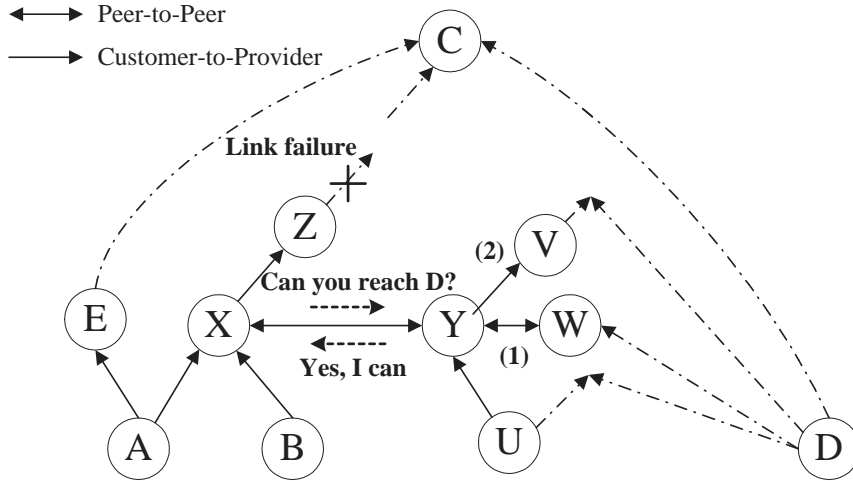 Peer-to-Peer
Customer-to-Provider
C
Link failure
Z
V
(2)
Can you reach D?
E
X
Y
W
Yes, I can
(1)
A
B
U
D